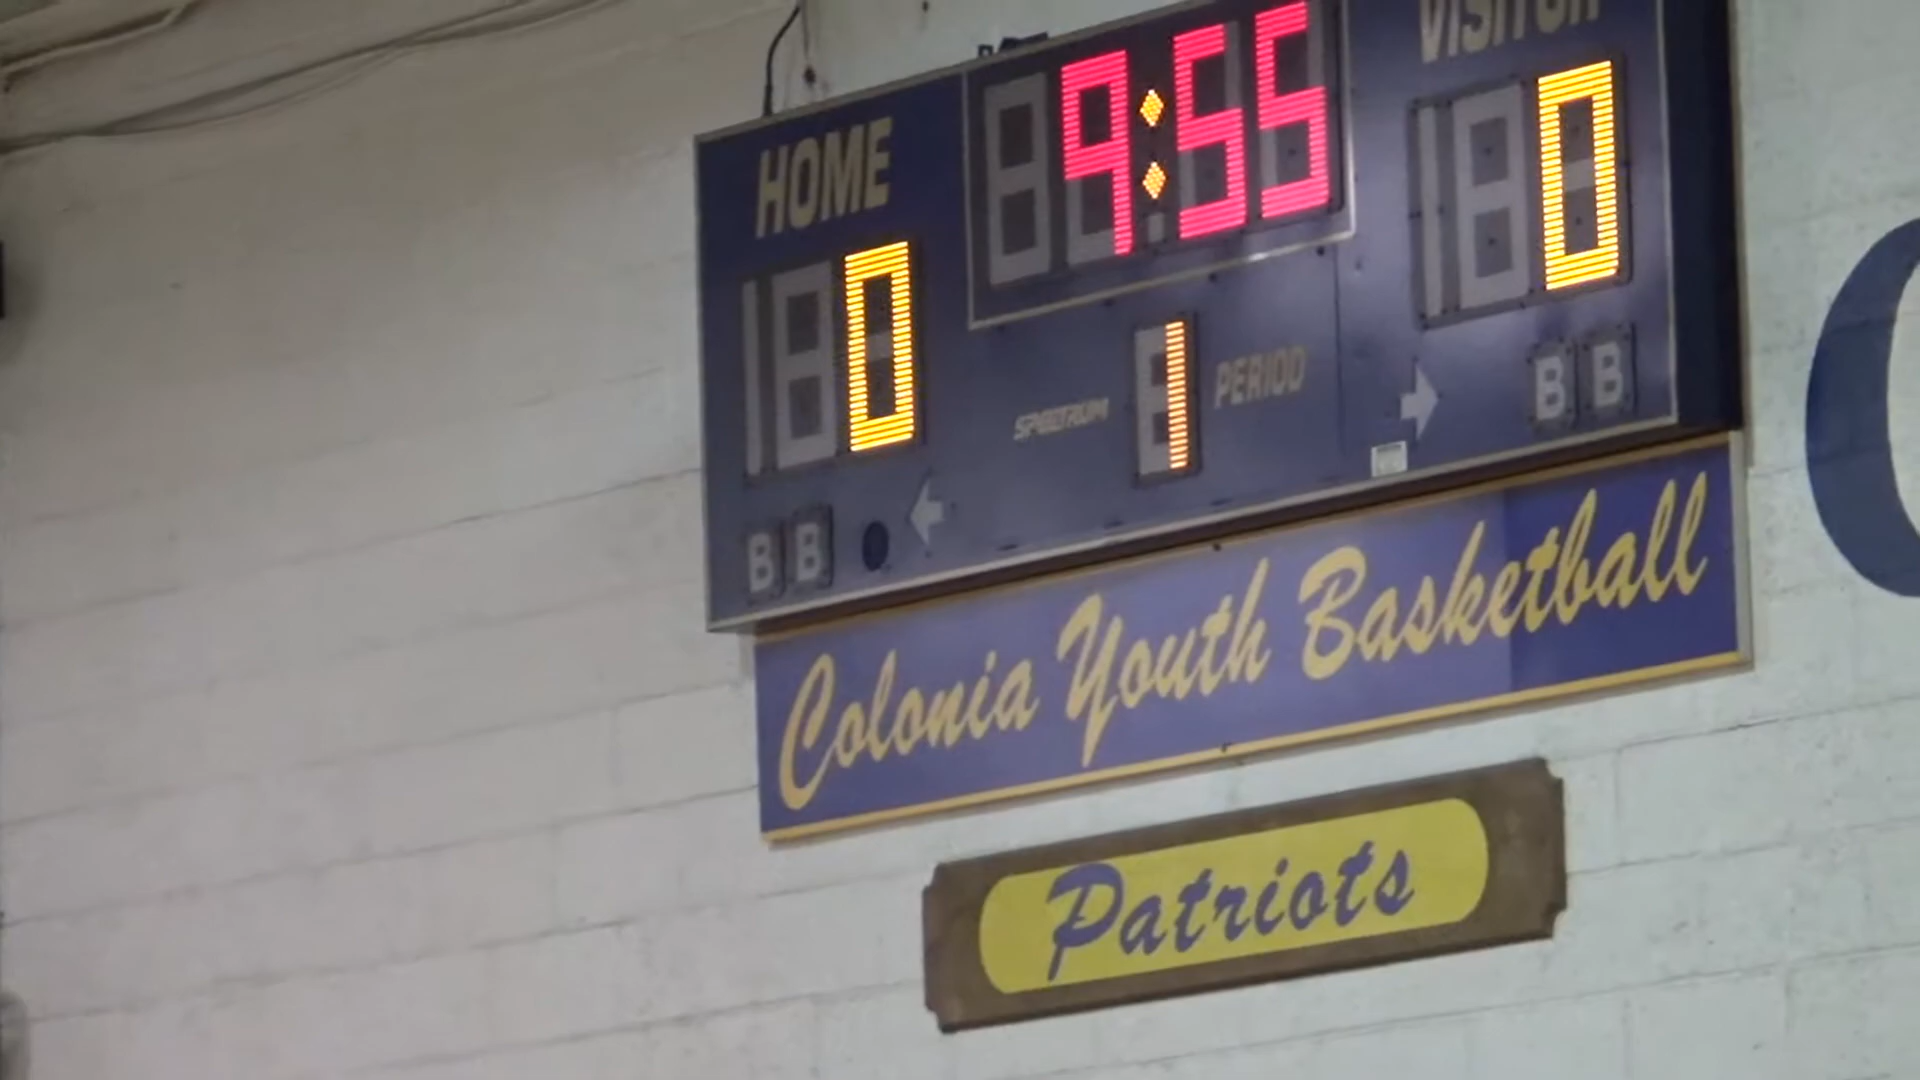 HOME
9:55
VISITOR
0
0
SPECTRUM
1
PERIOD
B B
B B
Colonia Youth Basketball
Patriots